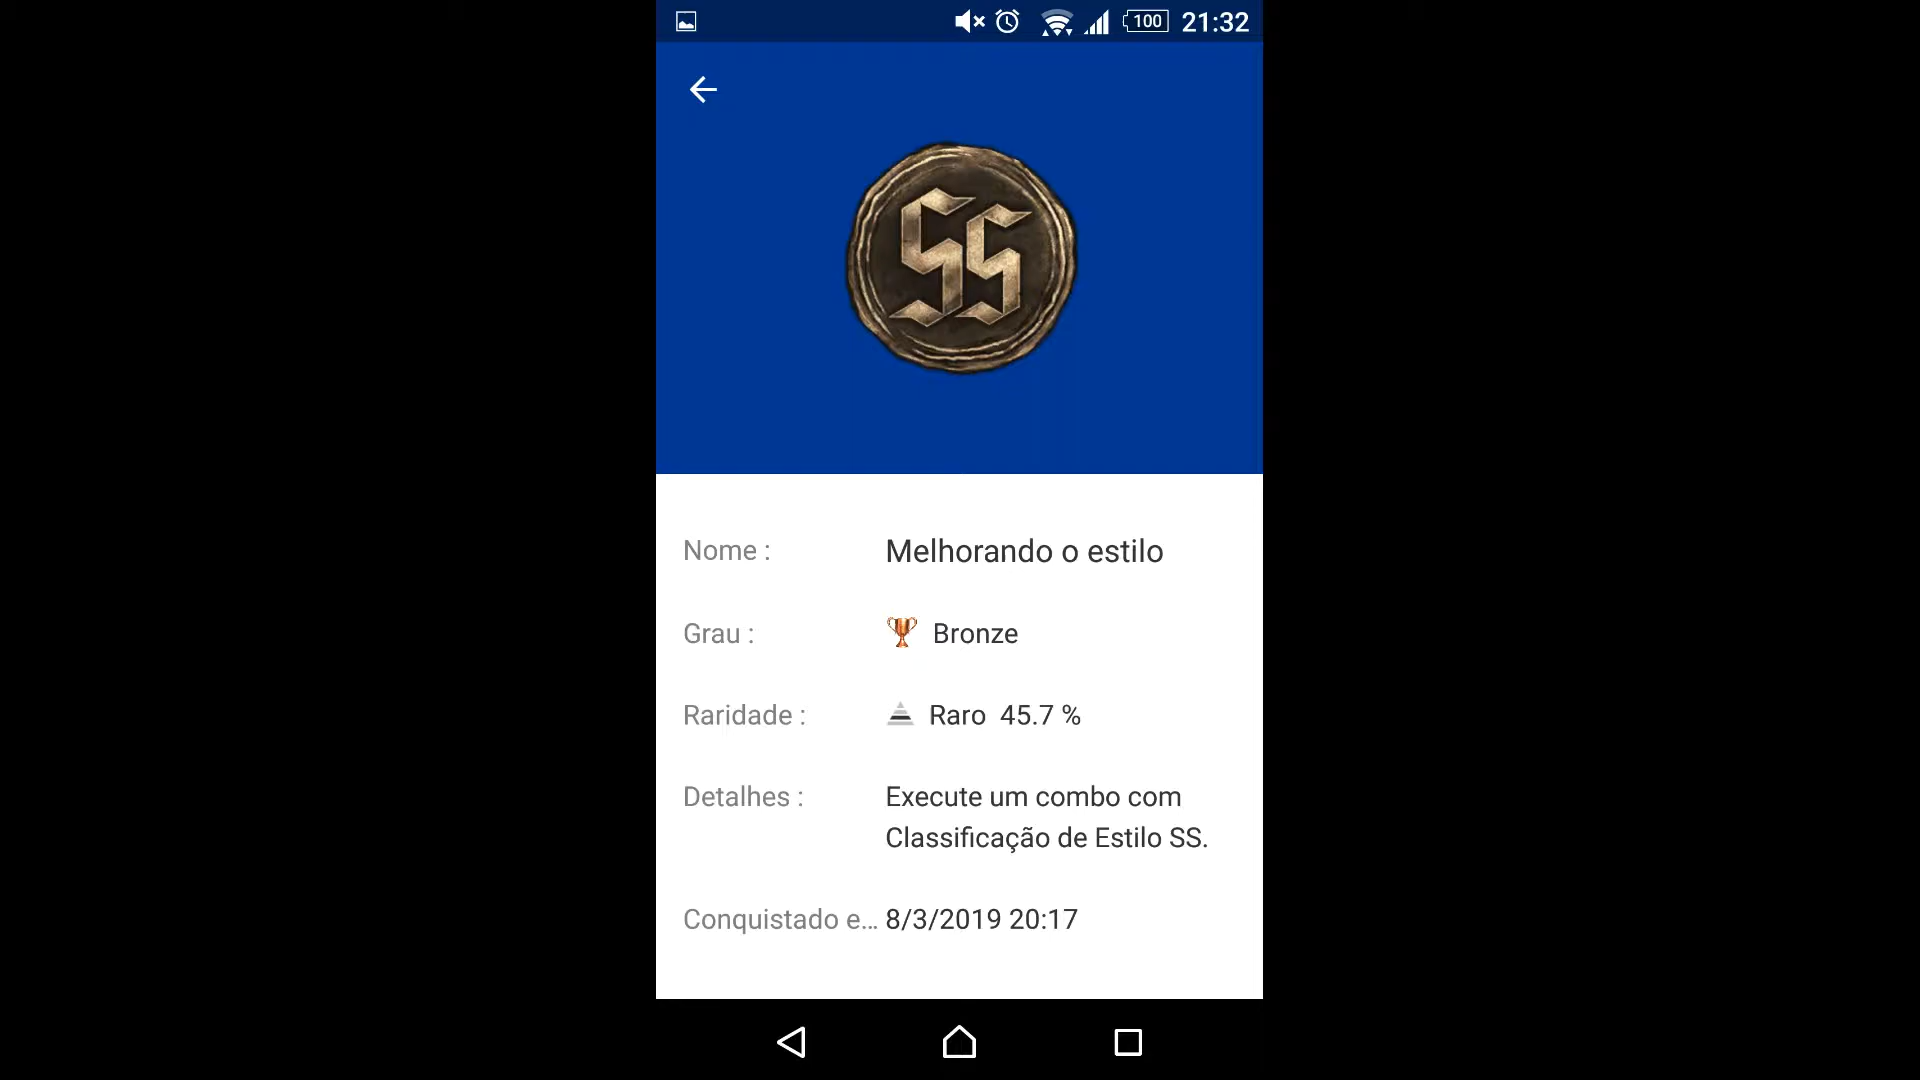 100 21:32
SS
Nome : Melhorando o estilo
Grau : Bronze
Raridade : Raro 45.7 %
Detalhes : Execute um combo com
Classificação de Estilo SS.
Conquistado e... 8/3/2019 20:17